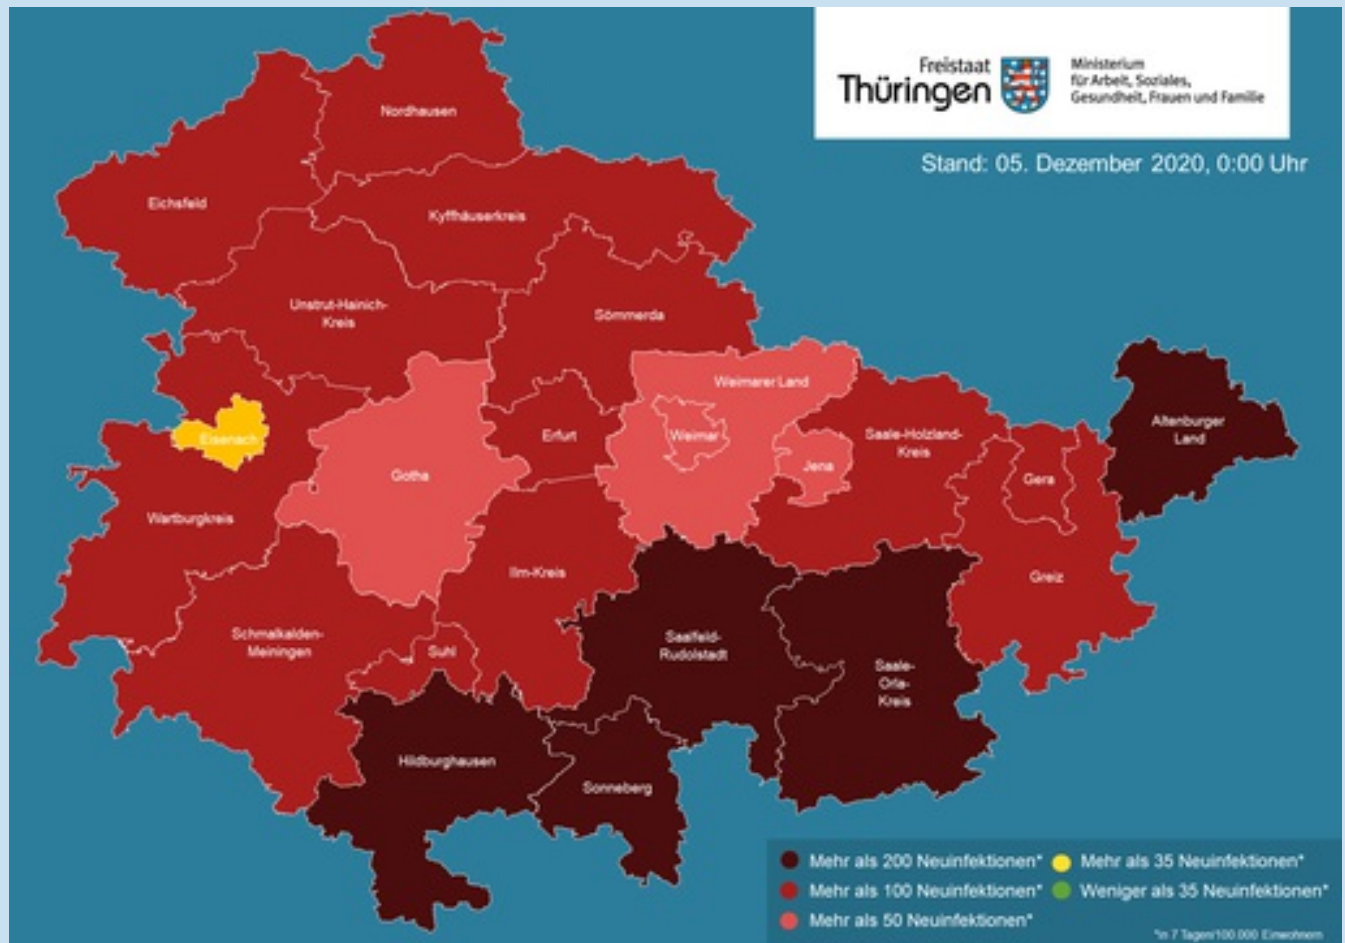 Freistaat
Thüringen
Ministerium
für Arbeit, Soziales,
Gesundheit, Frauen und Familie
Stand: 05. Dezember 2020, 0:00 Uhr
Nordhausen
Eichsfeld
Kyffhäuserkreis
Unstrut-Hainich-
Kreis
Sömmerda
Weimarer Land
Eisenach
Gotha
Erfurt
Weimar
Jena
Saale-Holzland-
Kreis
Gera
Altenburger
Land
Wartburgkreis
Ilm-Kreis
Greiz
Schmalkalden-
Meiningen
Suhl
Saalfeld-
Rudolstadt
Saale-
Orla-
Kreis
Hildburghausen
Sonneberg
Mehr als 200 Neuinfektionen*
Mehr als 100 Neuinfektionen*
Mehr als 50 Neuinfektionen*
Mehr als 35 Neuinfektionen*
Weniger als 35 Neuinfektionen*
*in 7 Tagen/100.000 Einwohnern